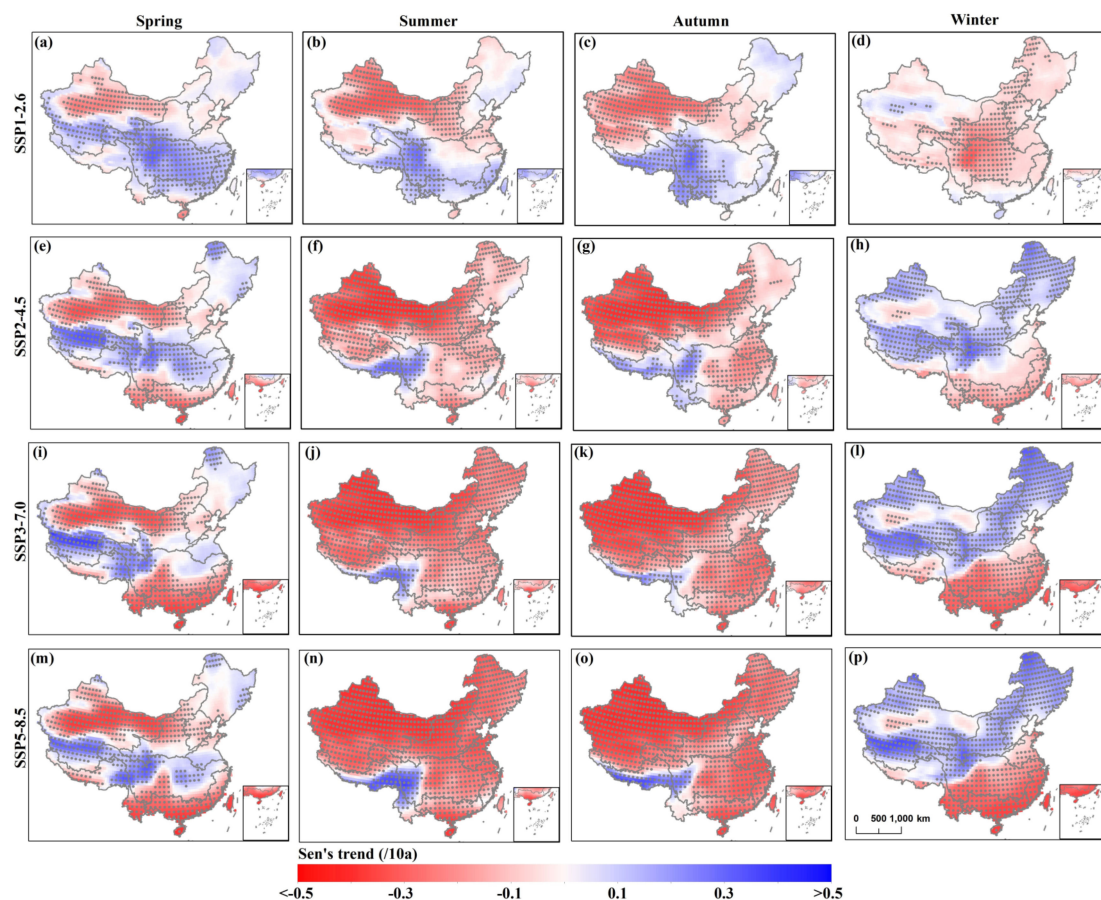 Spring Summer Autumn Winter
(a) (b) (c) (d)
SSP1-2.6
(e) (f) (g) (h)
SSP2-4.5
(i) (j) (k) (l)
SSP3-7.0
(m) (n) (o) (p)
SSP5-8.5
0 500 1,000 km
Sen's trend (/10a)
<-0.5 -0.3 -0.1 0.1 0.3 >0.5